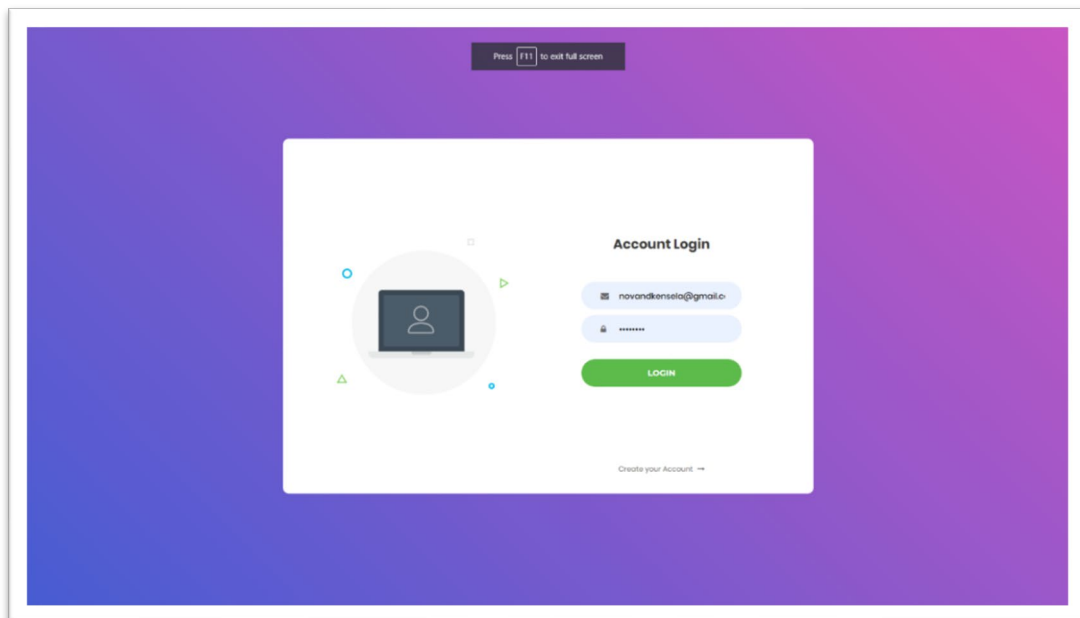 Press F11 to exit full screen
Account Login
novandkensela@gmail.c
••••••••
LOGIN
Create your Account →